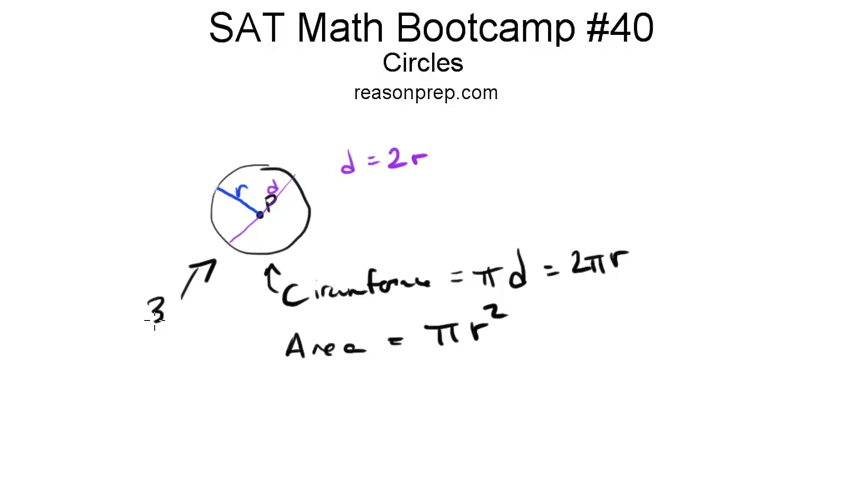 SAT Math Bootcamp #40
Circles
reasonprep.com
d = 2r
r
d
P
Circumference = πd = 2πr
3
Area = πr²